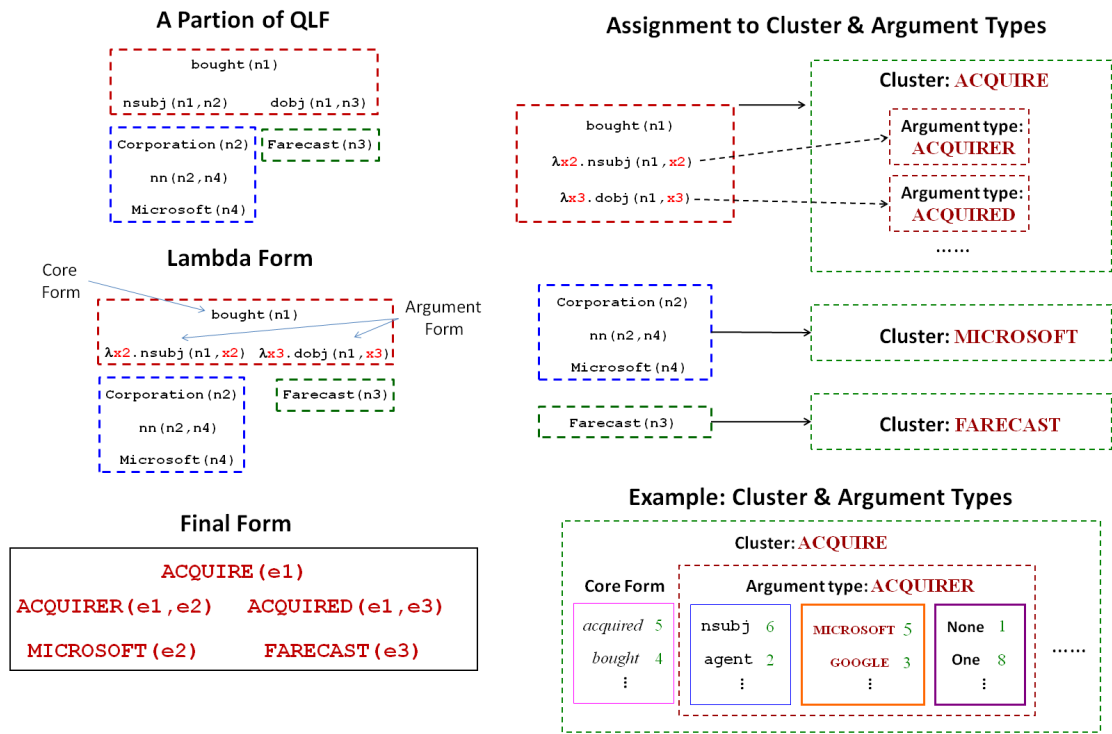 A Partion of QLF
bought(n1)
nsubj(n1,n2) dobj(n1,n3)
Corporation(n2)
nn(n2,n4)
Microsoft(n4)
Farecast(n3)
Lambda Form
Core
Form
Argument
Form
bought(n1)
λx2.nsubj(n1,x2) λx3.dobj(n1,x3)
Corporation(n2)
nn(n2,n4)
Microsoft(n4)
Farecast(n3)
Final Form
ACQUIRE(e1)
ACQUIRER(e1,e2) ACQUIRED(e1,e3)
MICROSOFT(e2) FARECAST(e3)
Assignment to Cluster & Argument Types
bought(n1)
λx2.nsubj(n1,x2)
λx3.dobj(n1,x3)
Cluster: ACQUIRE
Argument type:
ACQUIRER
Argument type:
ACQUIRED
……
Corporation(n2)
nn(n2,n4)
Microsoft(n4)
Cluster: MICROSOFT
Farecast(n3)
Cluster: FARECAST
Example: Cluster & Argument Types
Cluster: ACQUIRE
Core Form
acquired 5
bought 4
⋮
Argument type: ACQUIRER
nsubj 6
agent 2
⋮
MICROSOFT 5
GOOGLE 3
⋮
None 1
One 8
⋮
……